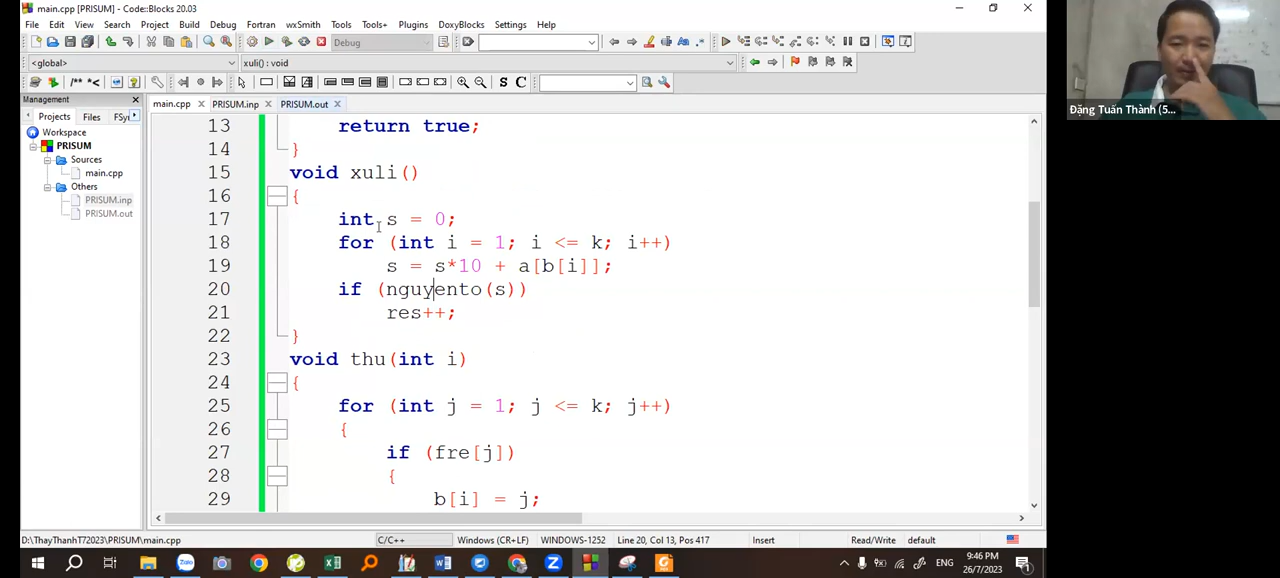 main.cpp [PRISUM] - Code::Blocks 20.03
File Edit View Search Project Build Debug Fortran wxSmith Tools Tools+ Plugins DoxyBlocks Settings Help
Debug
<global> xuli() : void
/** *< S C
Management
Projects Files FSy
Workspace
PRISUM
Sources
main.cpp
Others
PRISUM.inp
PRISUM.out
main.cpp PRISUM.inp PRISUM.out
13 return true;
14 }
15 void xuli()
16 {
17 int s = 0;
18 for (int i = 1; i <= k; i++)
19 s = s*10 + a[b[i]];
20 if (nguyento(s))
21 res++;
22 }
23 void thu(int i)
24 {
25 for (int j = 1; j <= k; j++)
26 {
27 if (fre[j])
28 {
29 b[i] = j;
D:\ThayThanhT72023\PRISUM\main.cpp C/C++ Windows (CR+LF) WINDOWS-1252 Line 20, Col 13, Pos 417 Insert Read/Write default
Zalo
ENG
9:46 PM
26/7/2023
1
Đặng Tuấn Thành (5...